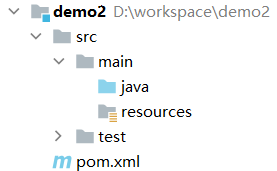 demo2 D:\workspace\demo2
src
main
java
resources
test
pom.xml